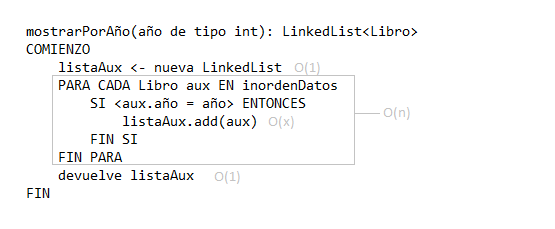 mostrarPorAño(año de tipo int): LinkedList<Libro>
COMIENZO
listaAux <- nueva LinkedList O(1)
PARA CADA Libro aux EN inordenDatos
SI <aux.año = año> ENTONCES
listaAux.add(aux) O(x)
O(n)
FIN SI
FIN PARA
devuelve listaAux O(1)
FIN